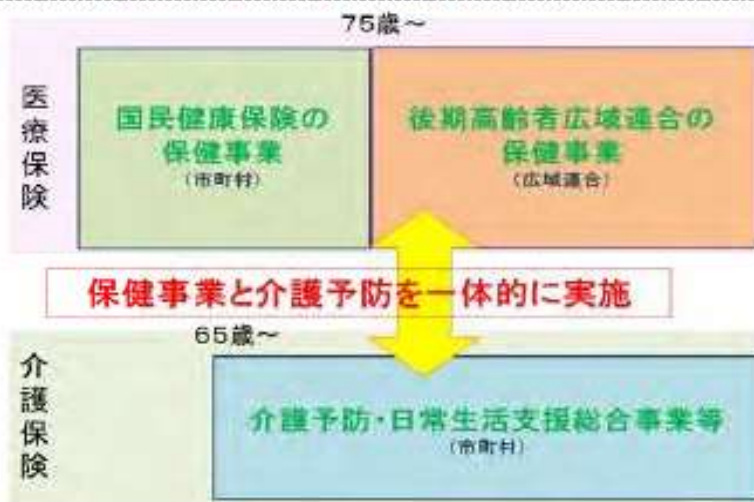 75歳～
医療保険
国民健康保険の
保健事業
(市町村)
後期高齢者広域連合の
保健事業
(広域連合)
保健事業と介護予防を一体的に実施
65歳～
介護保険
介護予防・日常生活支援総合事業等
(市町村)